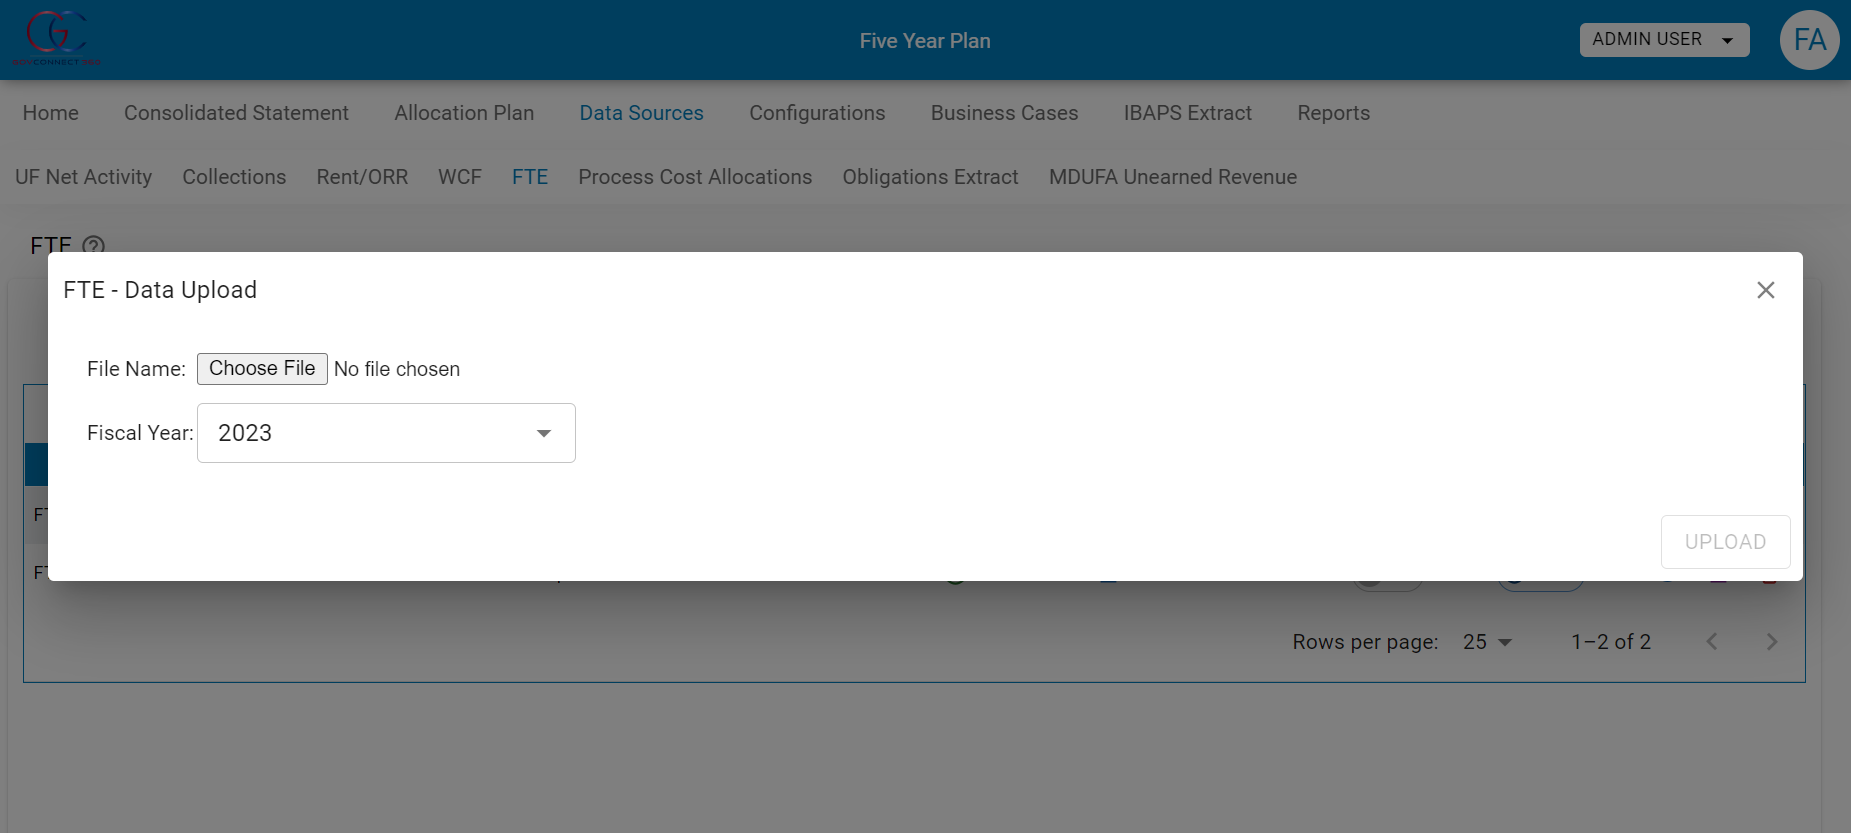 GOVCONNECT.PRO
Five Year Plan
ADMIN USER
FA
Home Consolidated Statement Allocation Plan Data Sources Configurations Business Cases IBAPS Extract Reports
UF Net Activity Collections Rent/ORR WCF FTE Process Cost Allocations Obligations Extract MDUFA Unearned Revenue
FTE
FTE - Data Upload
File Name: Choose File No file chosen
Fiscal Year: 2023
UPLOAD
Rows per page: 25 1–2 of 2